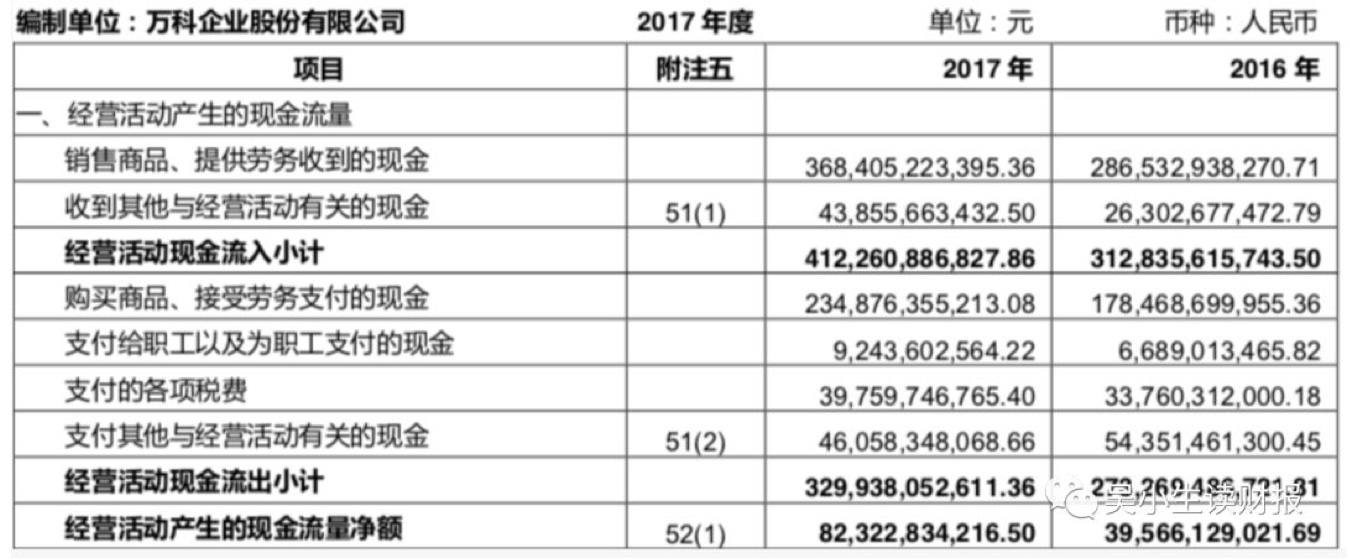 编制单位：万科企业股份有限公司 2017 年度 单位：元 币种：人民币
项目 附注五 2017 年 2016 年
一、经营活动产生的现金流量
销售商品、提供劳务收到的现金 368,405,223,395.36 286,532,938,270.71
收到其他与经营活动有关的现金 51(1) 43,855,663,432.50 26,302,677,472.79
经营活动现金流入小计 412,260,886,827.86 312,835,615,743.50
购买商品、接受劳务支付的现金 234,876,355,213.08 178,468,699,955.36
支付给职工以及为职工支付的现金 9,243,602,564.22 6,689,013,465.82
支付的各项税费 39,759,746,765.40 33,760,312,000.18
支付其他与经营活动有关的现金 51(2) 46,058,348,068.66 54,351,461,300.45
经营活动现金流出小计 329,938,052,611.36
吴小生读财报
经营活动产生的现金流量净额 52(1) 82,322,834,216.50 39,566,129,021.69